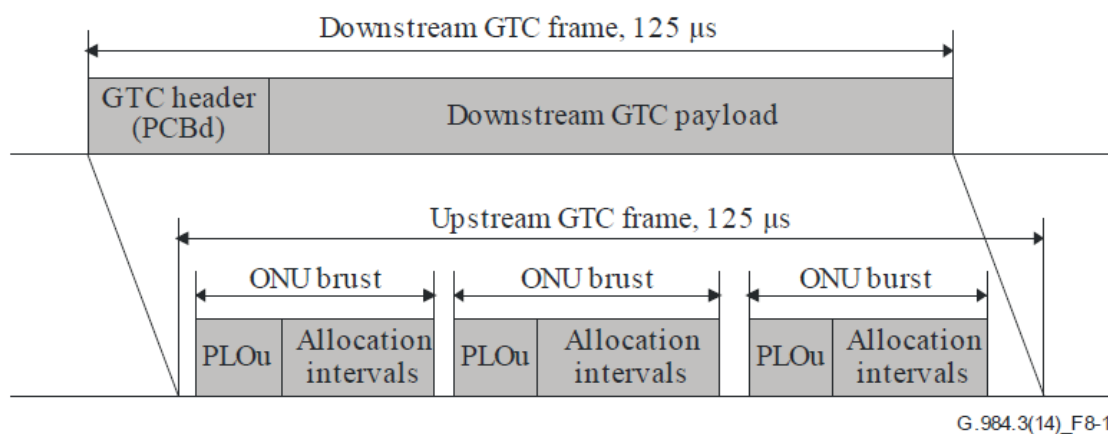 Downstream GTC frame, 125 µs
GTC header
(PCBd)
Downstream GTC payload
Upstream GTC frame, 125 µs
ONU brust
ONU brust
ONU burst
PLOu
Allocation
intervals
PLOu
Allocation
intervals
PLOu
Allocation
intervals
G.984.3(14)_F8-1